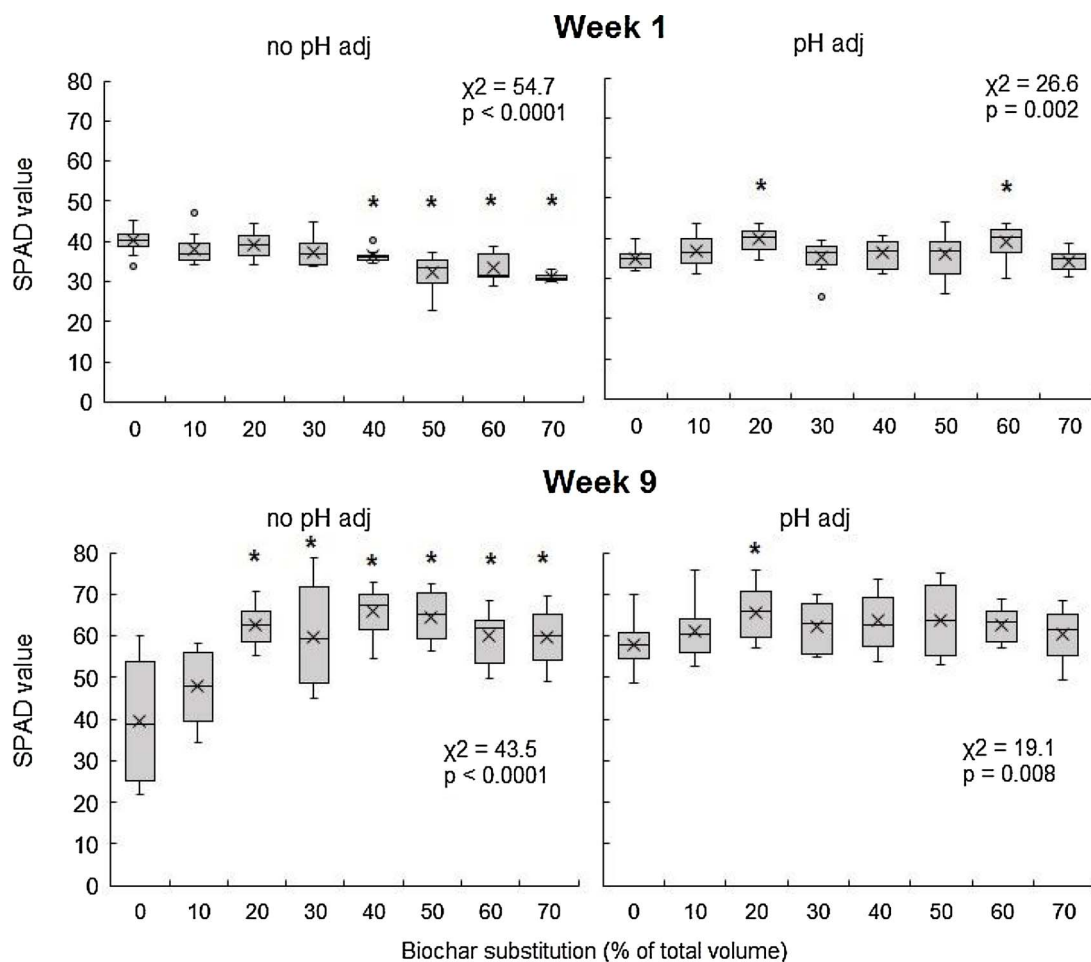 Week 1
no pH adj
pH adj
χ2 = 54.7
p < 0.0001
χ2 = 26.6
p = 0.002
SPAD value
80
70
60
50
40
30
20
10
0
* * * *
* *
0 10 20 30 40 50 60 70
0 10 20 30 40 50 60 70
Week 9
no pH adj
pH adj
* * * * * *
*
SPAD value
80
70
60
50
40
30
20
10
0
χ2 = 43.5
p < 0.0001
χ2 = 19.1
p = 0.008
0 10 20 30 40 50 60 70
0 10 20 30 40 50 60 70
Biochar substitution (% of total volume)